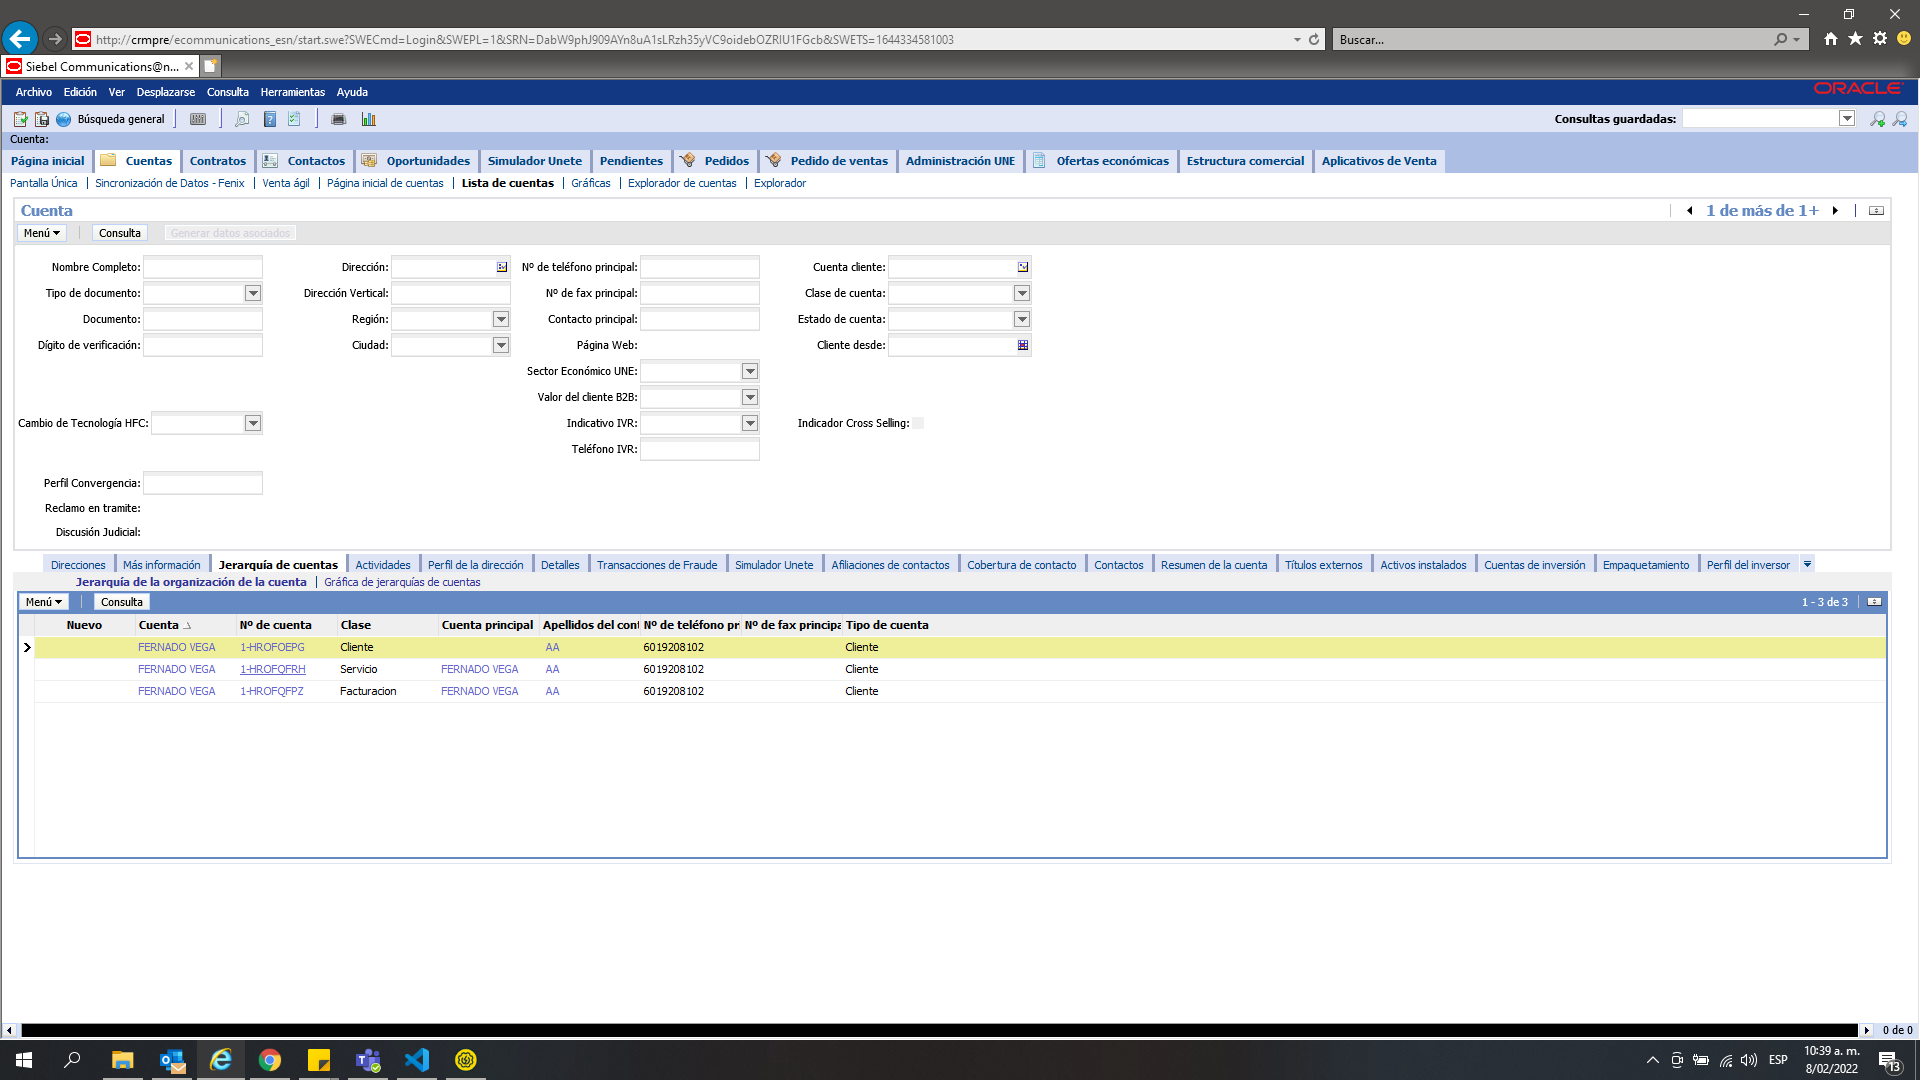 http://crmpre/ecommunications_esn/start.swe?SWECmd=Login&SWEPL=1&SRN=DabW9phJ909AYn8uA1sLRzh35yVC9oidebOZRlU1FGcb&SWETS=1644334581003
Buscar...
Siebel Communications@n...
Archivo Edición Ver Desplazarse Consulta Herramientas Ayuda
ORACLE
Búsqueda general
Consultas guardadas:
Cuenta:
Página inicial Cuentas Contratos Contactos Oportunidades Simulador Unete Pendientes Pedidos Pedido de ventas Administración UNE Ofertas económicas Estructura comercial Aplicativos de Venta
Pantalla Única Sincronización de Datos - Fenix Venta ágil Página inicial de cuentas Lista de cuentas Gráficas Explorador de cuentas Explorador
Cuenta
1 de más de 1+
Menú Consulta Generar datos asociados
Nombre Completo: Dirección: Nº de teléfono principal: Cuenta cliente:
Tipo de documento: Dirección Vertical: Nº de fax principal: Clase de cuenta:
Documento: Región: Contacto principal: Estado de cuenta:
Dígito de verificación: Ciudad: Página Web: Cliente desde:
Sector Económico UNE:
Valor del cliente B2B:
Cambio de Tecnología HFC: Indicativo IVR: Indicador Cross Selling:
Teléfono IVR:
Perfil Convergencia:
Reclamo en tramite:
Discusión Judicial:
Direcciones Más información Jerarquía de cuentas Actividades Perfil de la dirección Detalles Transacciones de Fraude Simulador Unete Afiliaciones de contactos Cobertura de contacto Contactos Resumen de la cuenta Títulos externos Activos instalados Cuentas de inversión Empaquetamiento Perfil del inversor
Jerarquía de la organización de la cuenta Gráfica de jerarquías de cuentas
Menú Consulta 1 - 3 de 3
Nuevo Cuenta Nº de cuenta Clase Cuenta principal Apellidos del cont Nº de teléfono pr Nº de fax principa Tipo de cuenta
FERNADO VEGA 1-HROFOEPG Cliente AA 6019208102 Cliente
FERNADO VEGA 1-HROFQFRH Servicio FERNADO VEGA AA 6019208102 Cliente
FERNADO VEGA 1-HROFQFPZ Facturacion FERNADO VEGA AA 6019208102 Cliente
0 de 0
ESP
10:39 a. m.
8/02/2022
13